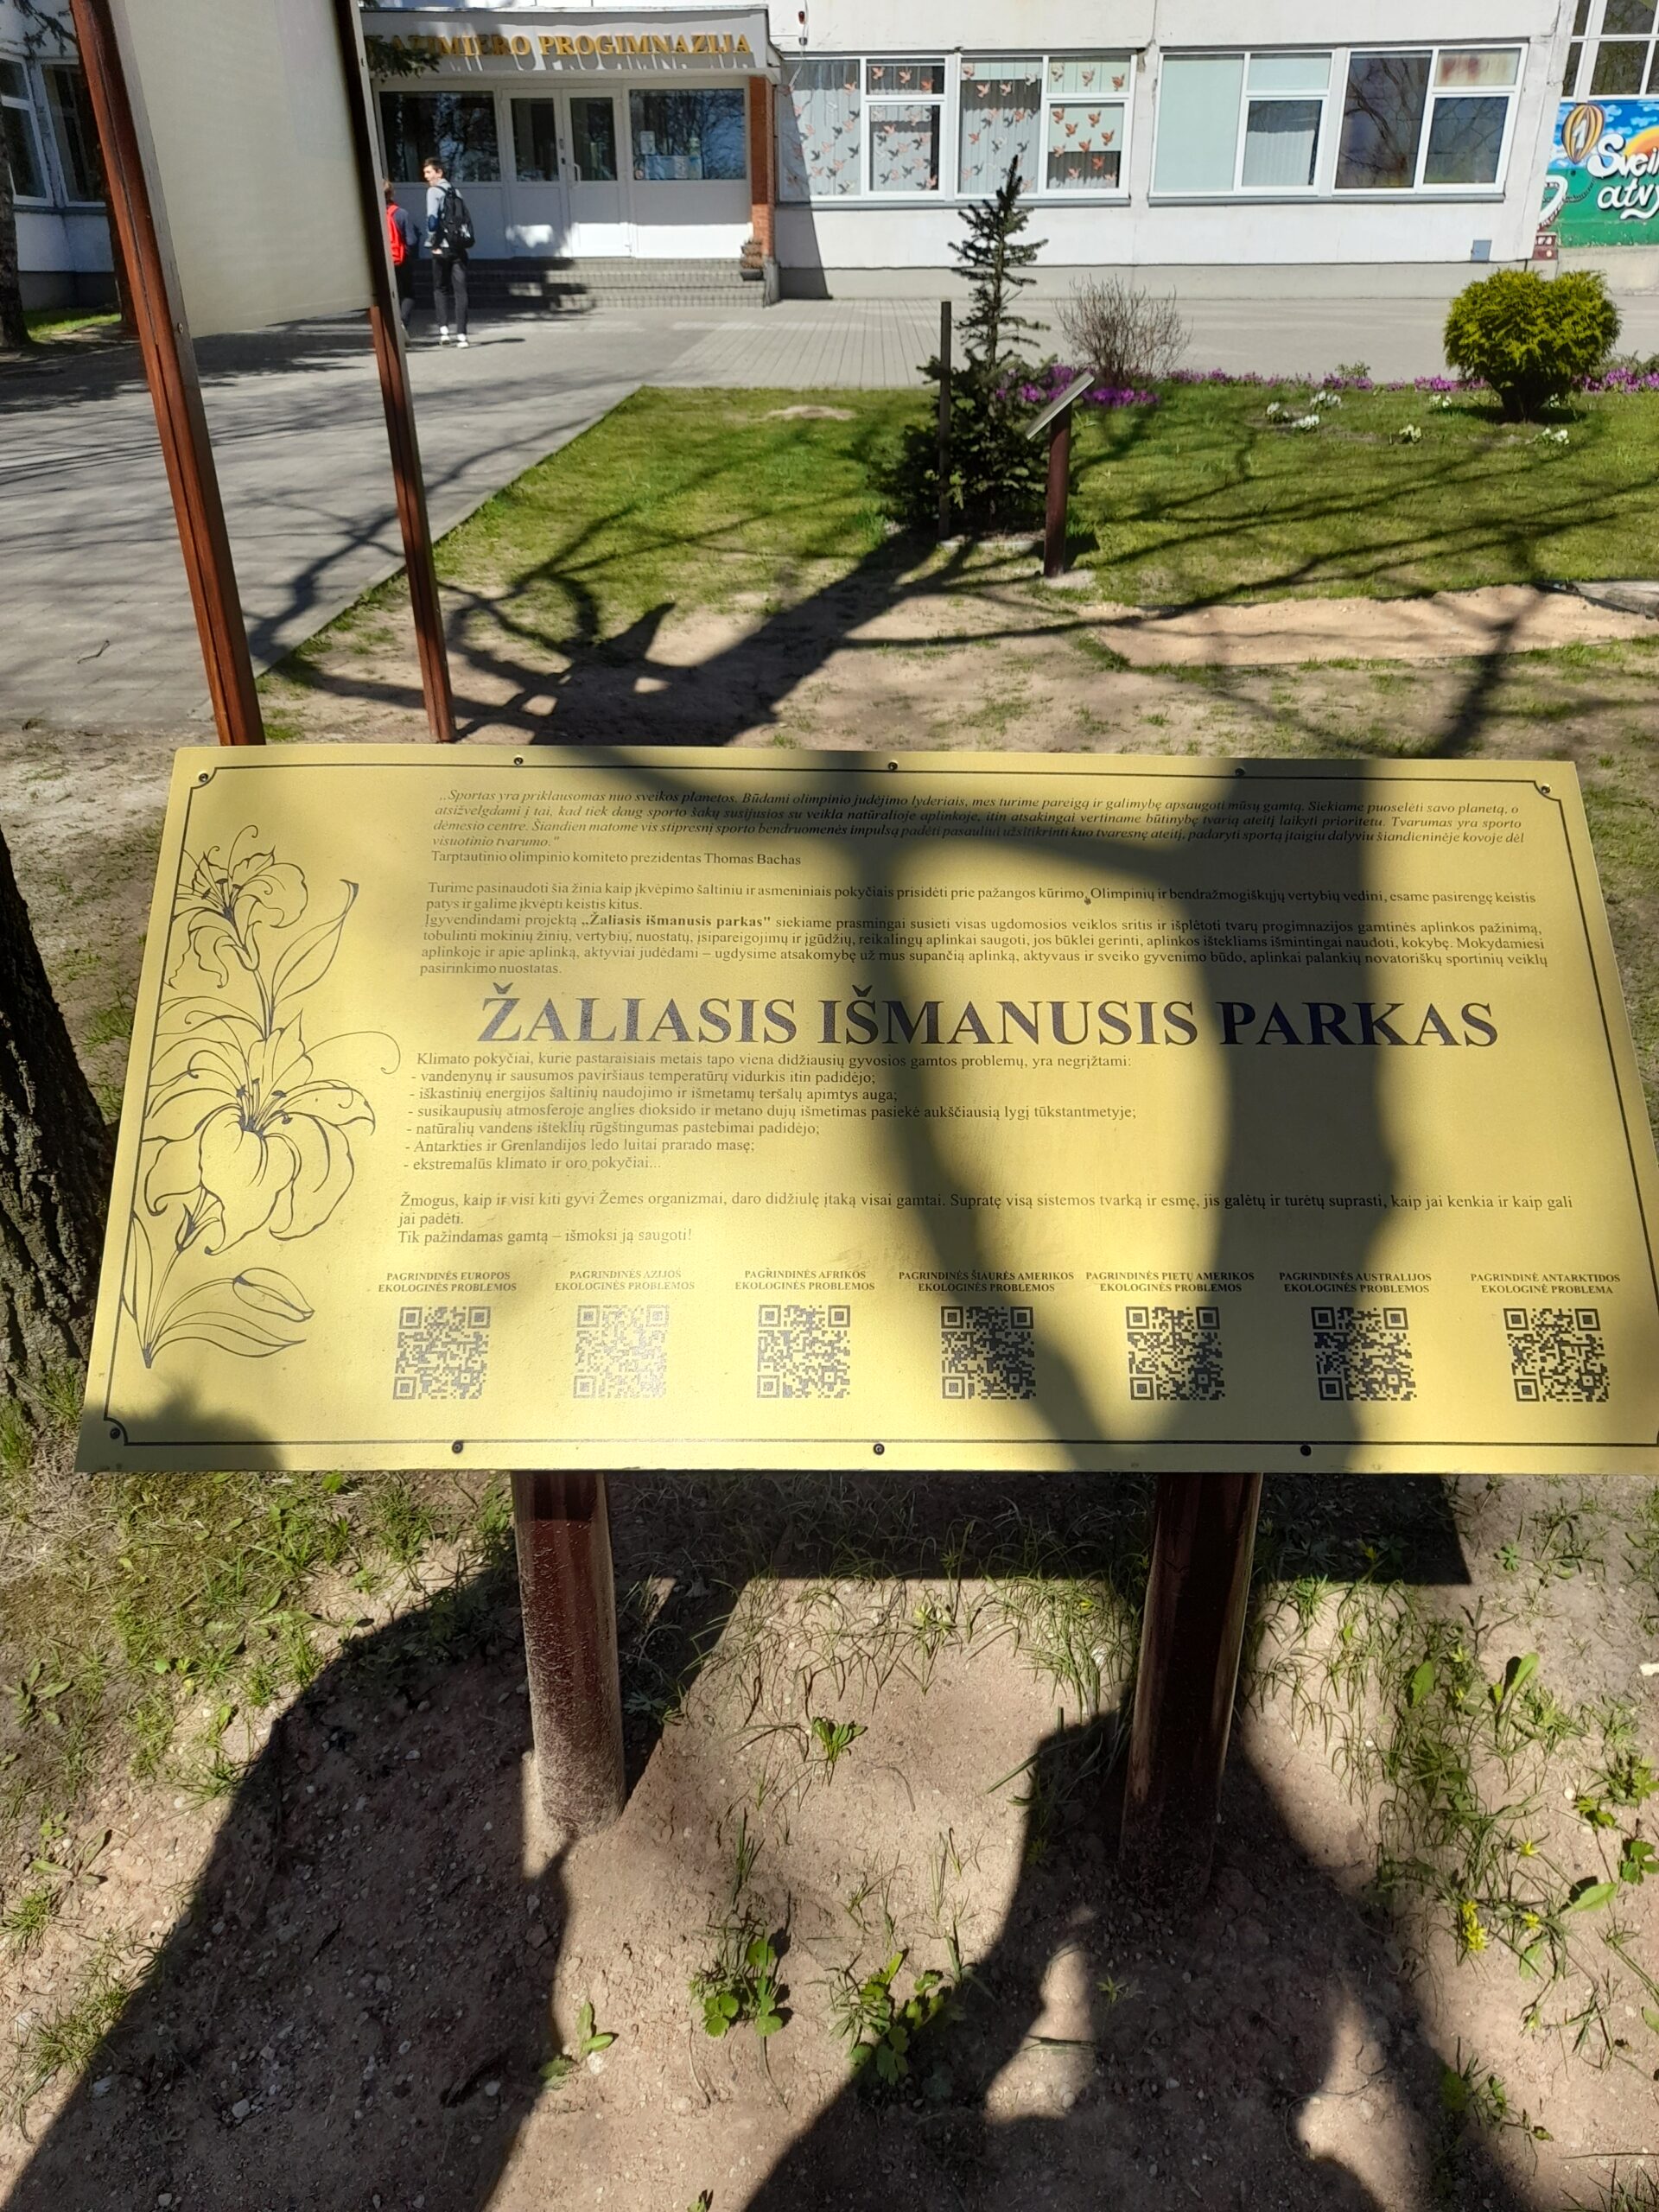 KAZIMIERO PROGIMNAZIJA
Svei
atvy
„Sportas yra priklausomas nuo sveikos planetos. Būdami olimpinio judėjimo lyderiais, mes turime pareigą ir galimybę apsaugoti mūsų gamtą. Siekiame puoselėti savo planetą, o
atsižvelgdami į tai, kad tiek daug sporto šakų susijusios su veikla natūralioje aplinkoje, itin atsakingai vertiname būtinybę tvarią ateitį laikyti prioritetu. Tvarumas yra sporto
dėmesio centre. Šiandien matome vis stipresnį sporto bendruomenės impulsą padėti pasauliui užsitikrinti kuo tvaresnę ateitį, padaryti sportą įtaigiu dalyviu šiandieninėje kovoje dėl
visuotinio tvarumo."
Tarptautinio olimpinio komiteto prezidentas Thomas Bachas
Turime pasinaudoti šia žinia kaip įkvėpimo šaltiniu ir asmeniniais pokyčiais prisidėti prie pažangos kūrimo. Olimpinių ir bendražmogiškųjų vertybių vedini, esame pasirengę keistis
patys ir galime įkvėpti keistis kitus.
Įgyvendindami projektą „Žaliasis išmanusis parkas" siekiame prasmingai susieti visas ugdomosios veiklos sritis ir išplėtoti tvarų progimnazijos gamtinės aplinkos pažinimą,
tobulinti mokinių žinių, vertybių, nuostatų, įsipareigojimų ir įgūdžių, reikalingų aplinkai saugoti, jos būklei gerinti, aplinkos ištekliams išmintingai naudoti, kokybę. Mokydamiesi
aplinkoje ir apie aplinką, aktyviai judėdami – ugdysime atsakomybę už mus supančią aplinką, aktyvaus ir sveiko gyvenimo būdo, aplinkai palankių novatoriškų sportinių veiklų
pasirinkimo nuostatas.
ŽALIASIS IŠMANUSIS PARKAS
Klimato pokyčiai, kurie pastaraisiais metais tapo viena didžiausių gyvosios gamtos problemų, yra negrįžtami:
- vandenynų ir sausumos paviršiaus temperatūrų vidurkis itin padidėjo;
- iškastinių energijos šaltinių naudojimo ir išmetamų teršalų apimtys auga;
- susikaupusių atmosferoje anglies dioksido ir metano dujų išmetimas pasiekė aukščiausią lygį tūkstantmetyje;
- natūralių vandens išteklių rūgštingumas pastebimai padidėjo;
- Antarkties ir Grenlandijos ledo luitai prarado masę;
- ekstremalūs klimato ir oro pokyčiai...
Žmogus, kaip ir visi kiti gyvi Žemės organizmai, daro didžiulę įtaką visai gamtai. Supratę visą sistemos tvarką ir esmę, jis galėtų ir turėtų suprasti, kaip jai kenkia ir kaip gali
jai padėti.
Tik pažindamas gamtą – išmoksi ją saugoti!
PAGRINDINĖS EUROPOS
EKOLOGINĖS PROBLEMOS
PAGRINDINĖS AZIJOS
EKOLOGINĖS PROBLEMOS
PAGRINDINĖS AFRIKOS
EKOLOGINĖS PROBLEMOS
PAGRINDINĖS ŠIAURĖS AMERIKOS
EKOLOGINĖS PROBLEMOS
PAGRINDINĖS PIETŲ AMERIKOS
EKOLOGINĖS PROBLEMOS
PAGRINDINĖS AUSTRALIJOS
EKOLOGINĖS PROBLEMOS
PAGRINDINĖ ANTARKTIDOS
EKOLOGINĖ PROBLEMA